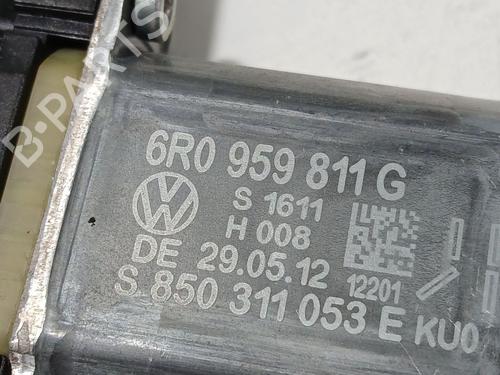 B-PARTS
6R0 959 811 G
S 1611
H 008
DE 29.05.12 12201
S 850 311 053 E KU0